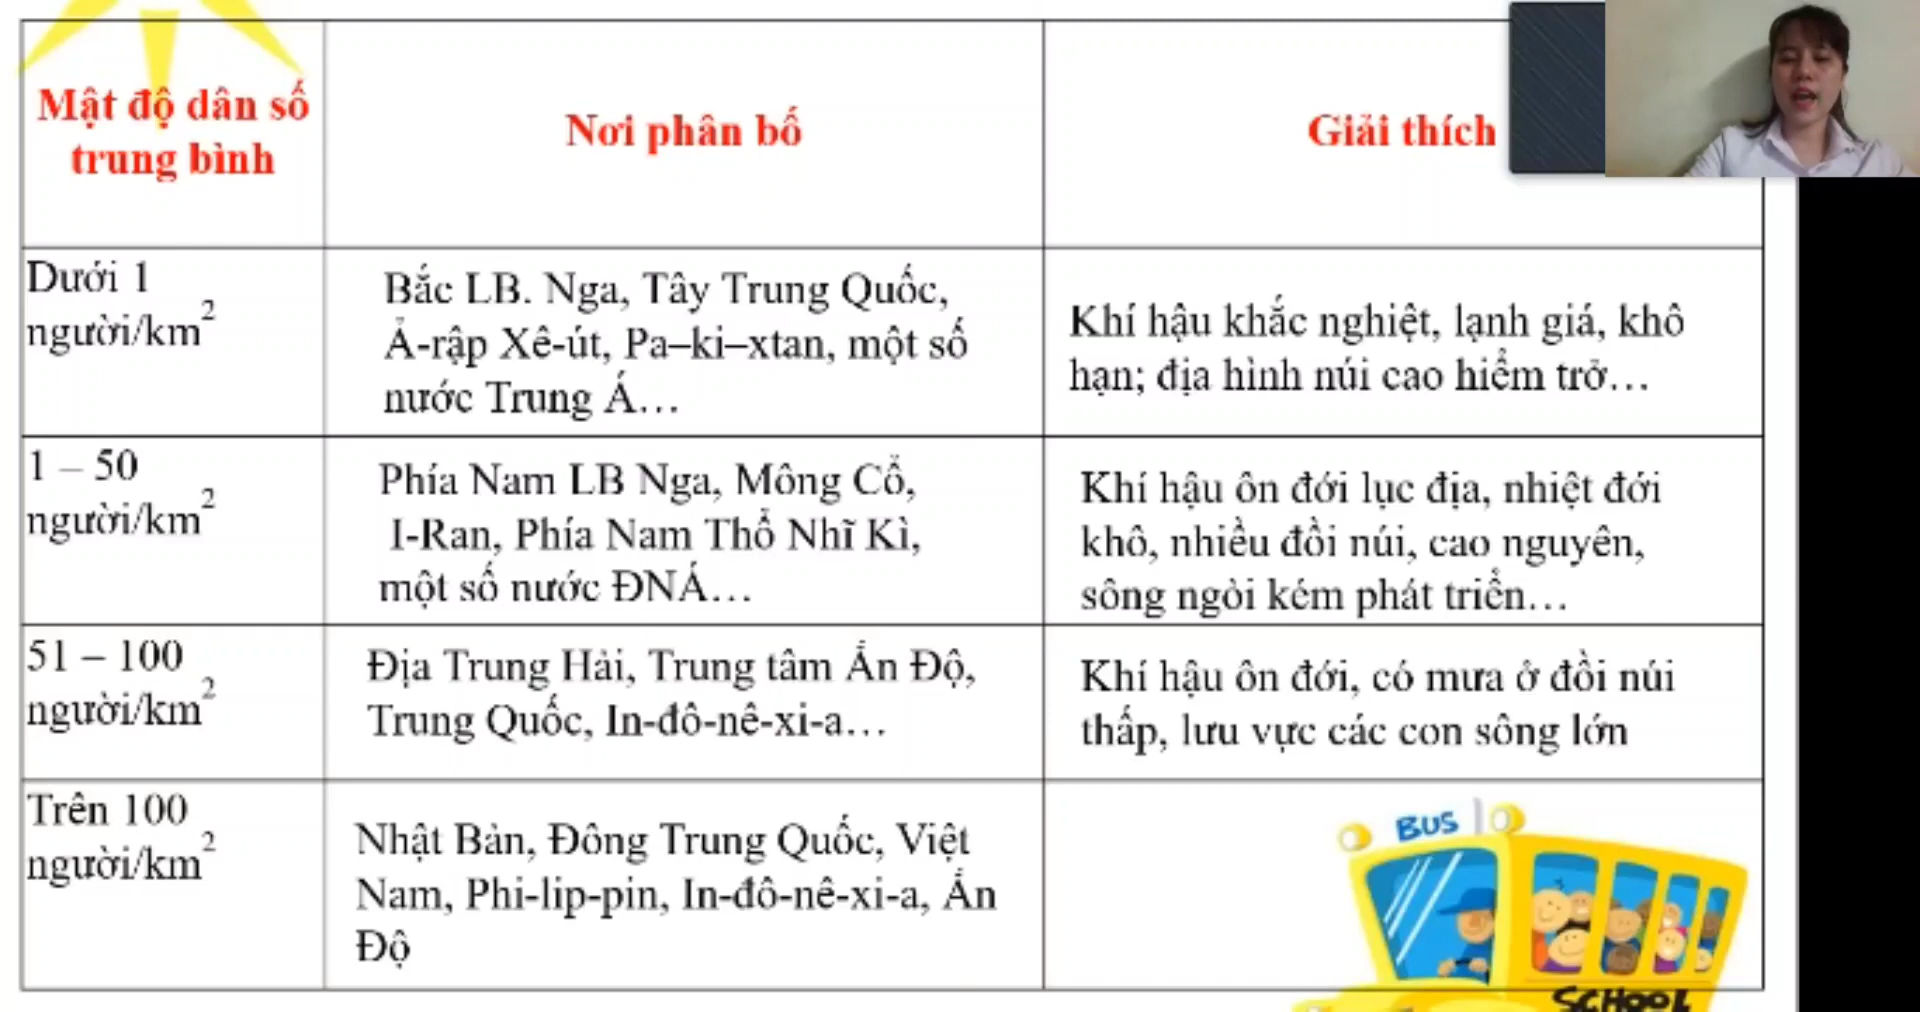 Mật độ dân số
trung bình
Nơi phân bố
Giải thích
Dưới 1
người/km²
Bắc LB. Nga, Tây Trung Quốc,
Ả-rập Xê-út, Pa–ki–xtan, một số
nước Trung Á...
Khí hậu khắc nghiệt, lạnh giá, khô
hạn; địa hình núi cao hiểm trở...
1 – 50
người/km²
Phía Nam LB Nga, Mông Cổ,
I-Ran, Phía Nam Thổ Nhĩ Kì,
một số nước ĐNÁ...
Khí hậu ôn đới lục địa, nhiệt đới
khô, nhiều đồi núi, cao nguyên,
sông ngòi kém phát triển...
51 – 100
người/km²
Địa Trung Hải, Trung tâm Ấn Độ,
Trung Quốc, In-đô-nê-xi-a...
Khí hậu ôn đới, có mưa ở đồi núi
thấp, lưu vực các con sông lớn
Trên 100
người/km²
Nhật Bản, Đông Trung Quốc, Việt
Nam, Phi-lip-pin, In-đô-nê-xi-a, Ấn
Độ
BUS
SCHOOL